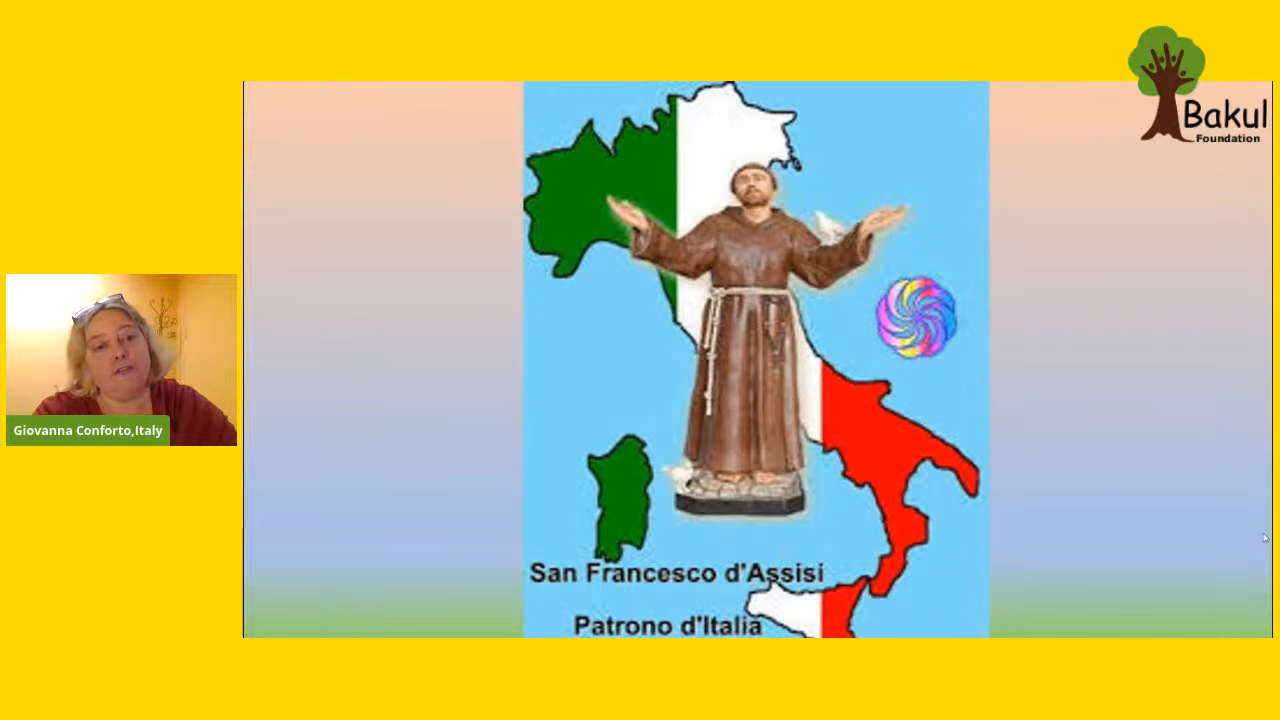 Bakul
Foundation
Giovanna Conforto,Italy
San Francesco d'Assisi
Patrono d'Italia